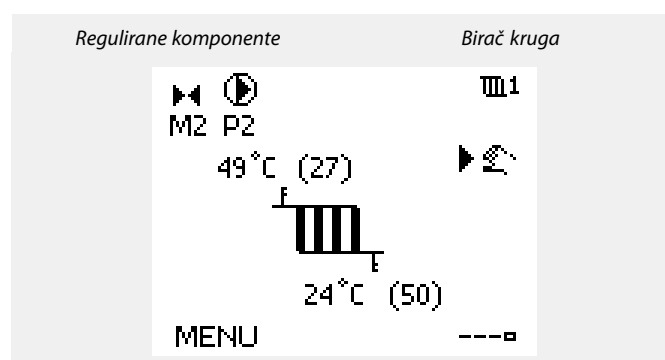 Regulirane komponente Birač kruga
1
M2 P2
49°C (27)
24°C (50)
MENU ---